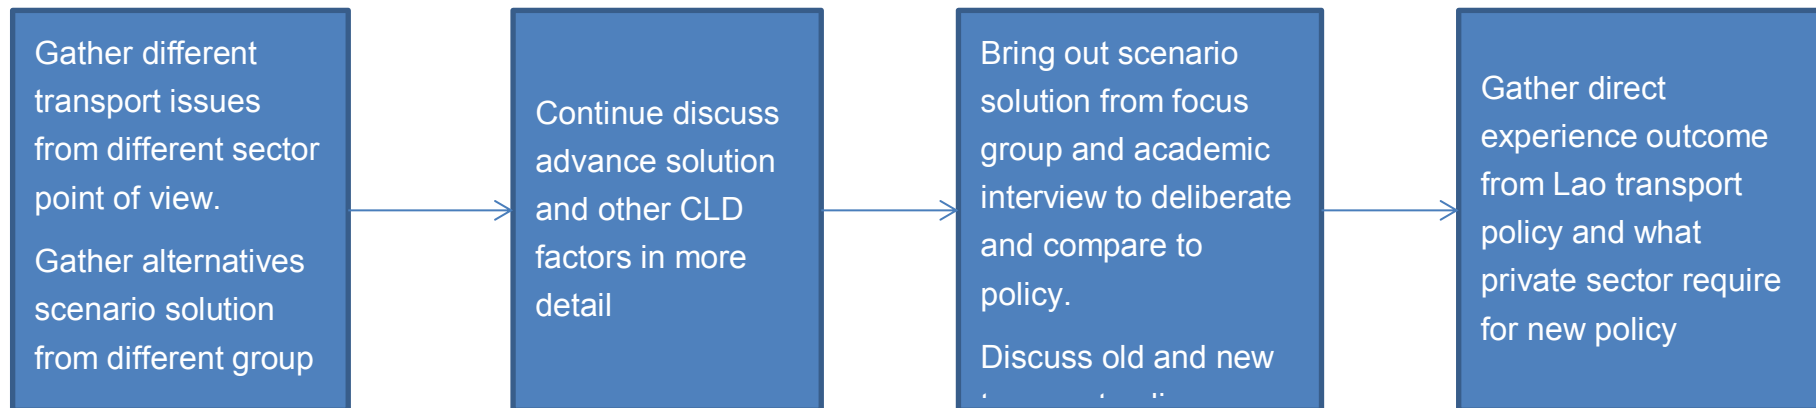 Gather different
transport issues
from different sector
point of view.
Gather alternatives
scenario solution
from different group
Continue discuss
advance solution
and other CLD
factors in more
detail
Bring out scenario
solution from focus
group and academic
interview to deliberate
and compare to
policy.
Discuss old and new
Gather direct
experience outcome
from Lao transport
policy and what
private sector require
for new policy